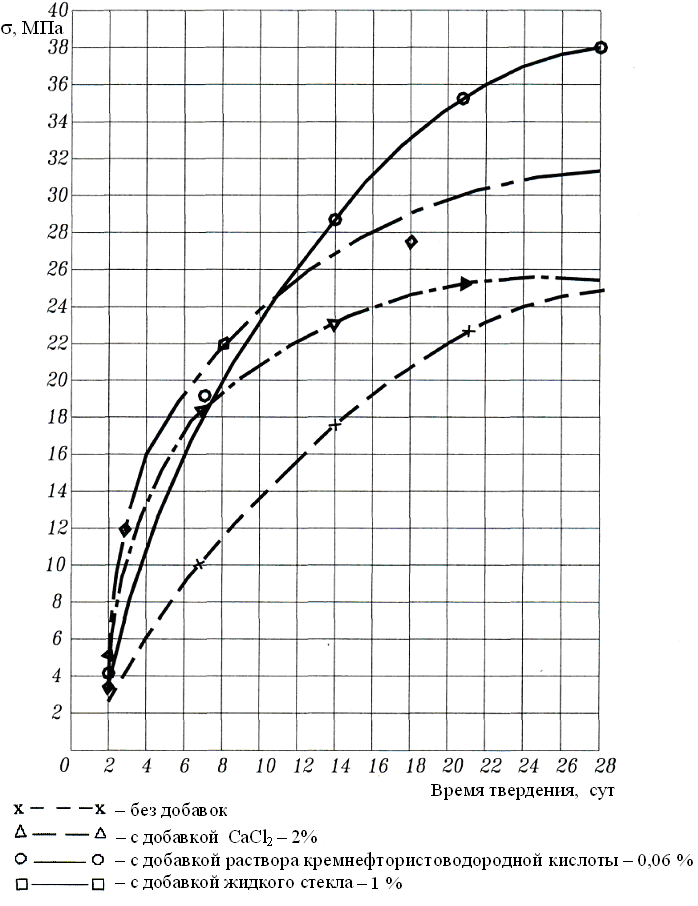 40
σ, МПа
38
36
34
32
30
28
26
24
22
20
18
16
14
12
10
8
6
4
2
0 2 4 6 8 10 12 14 16 18 20 22 24 26 28
Время твердения, сут
x – – –x – без добавок
Δ — — Δ – с добавкой CaCl2 – 2%
○ —— ○ – с добавкой раствора кремнефтористоводородной кислоты – 0,06 %
□ —— □ – с добавкой жидкого стекла – 1 %